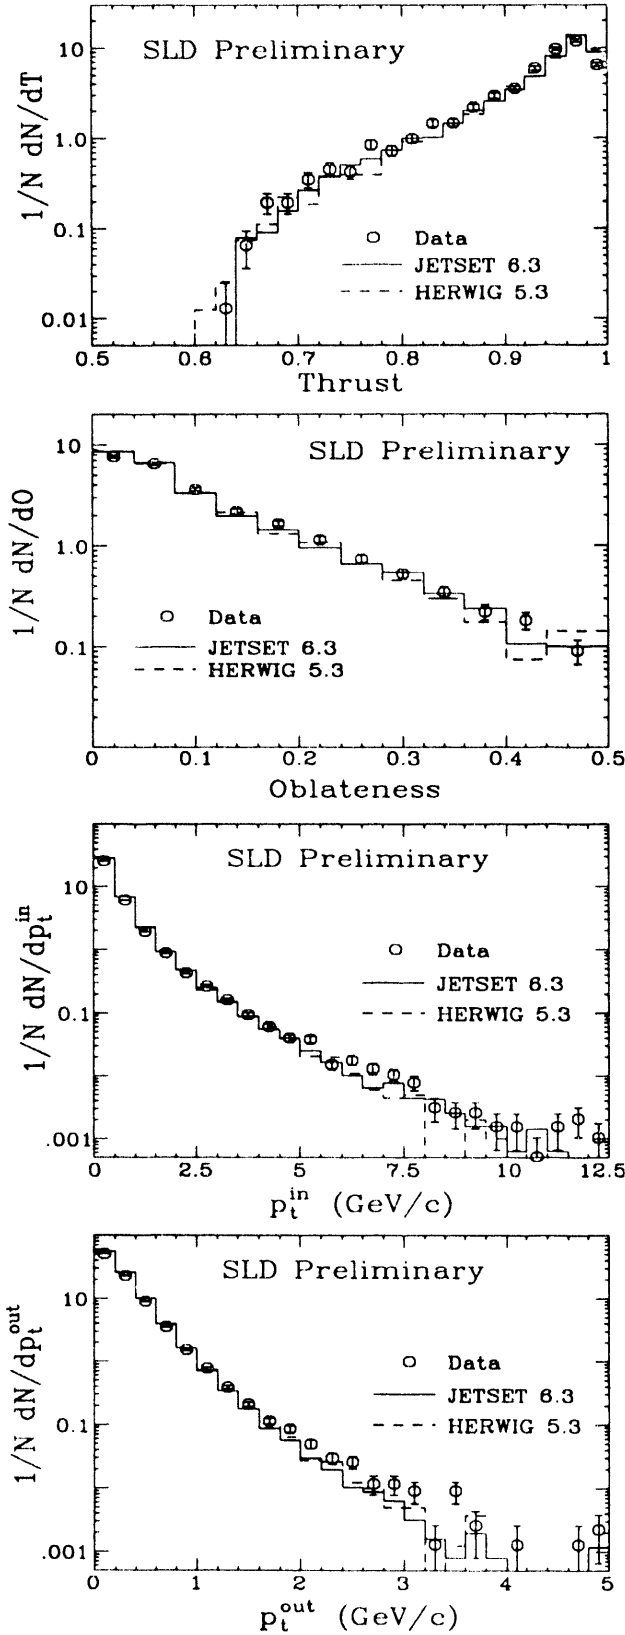 SLD Preliminary
1/N dN/dT
10
1.0
0.1
0.01
Data
JETSET 6.3
HERWIG 5.3
0.5 0.6 0.7 0.8 0.9 1
Thrust
SLD Preliminary
1/N dN/dO
10
1.0
0.1
Data
JETSET 6.3
HERWIG 5.3
0 0.1 0.2 0.3 0.4 0.5
Oblateness
SLD Preliminary
1/N dN/dp_t^in
10
0.1
.001
Data
JETSET 6.3
HERWIG 5.3
0 2.5 5 7.5 10 12.5
p_t^in (GeV/c)
SLD Preliminary
1/N dN/dp_t^out
10
0.1
.001
Data
JETSET 6.3
HERWIG 5.3
0 1 2 3 4 5
p_t^out (GeV/c)